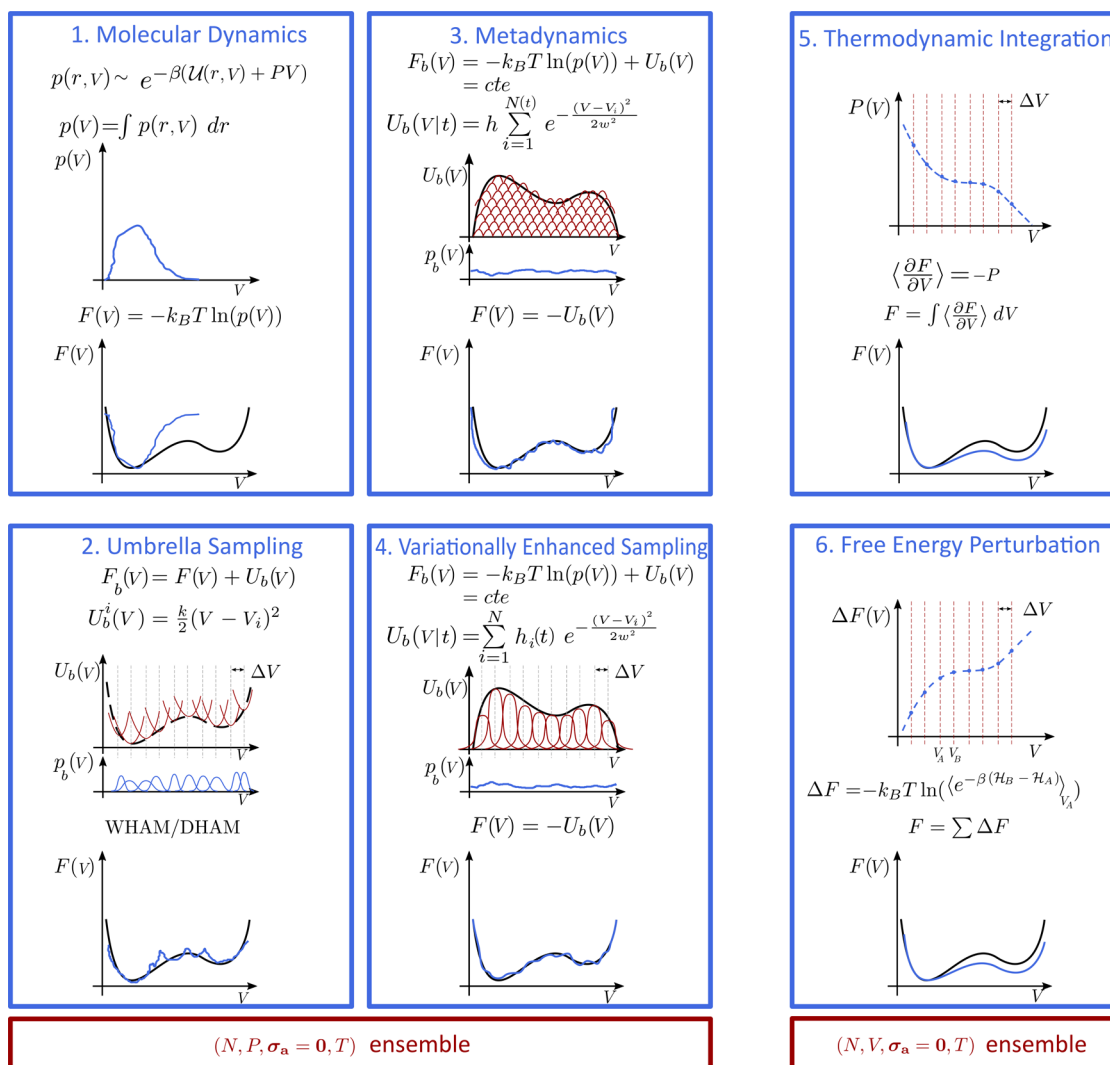 1. Molecular Dynamics
p(r,V) ~ e^{-β(U(r,V) + PV)}
p(V)=∫ p(r,V) dr
p(V)
V
F(V) = -k_BT ln(p(V))
F(V)
V
3. Metadynamics
F_b(V) = -k_BT ln(p(V)) + U_b(V)
= cte
U_b(V|t) = h ∑_{i=1}^{N(t)} e^{-\frac{(V-V_i)^2}{2w^2}}
U_b(V)
V
p_b(V)
V
F(V) = -U_b(V)
F(V)
V
5. Thermodynamic Integration
P(V)
ΔV
V
⟨∂F/∂V⟩ = -P
F = ∫⟨∂F/∂V⟩ dV
F(V)
V
2. Umbrella Sampling
F_b(V) = F(V) + U_b(V)
U_b^i(V) = \frac{k}{2}(V - V_i)^2
U_b(V)
ΔV
V
p_b(V)
V
WHAM/DHAM
F(V)
V
4. Variationally Enhanced Sampling
F_b(V) = -k_BT ln(p(V)) + U_b(V)
= cte
U_b(V|t) = ∑_{i=1}^{N} h_i(t) e^{-\frac{(V-V_i)^2}{2w^2}}
U_b(V)
ΔV
V
p_b(V)
V
F(V) = -U_b(V)
F(V)
V
6. Free Energy Perturbation
ΔF(V)
ΔV
V_A V_B
V
ΔF = -k_BT ln(⟨e^{-β(H_B - H_A)}⟩_{V_A})
F = ∑ ΔF
F(V)
V
(N, P, σ_a = 0, T) ensemble
(N, V, σ_a = 0, T) ensemble